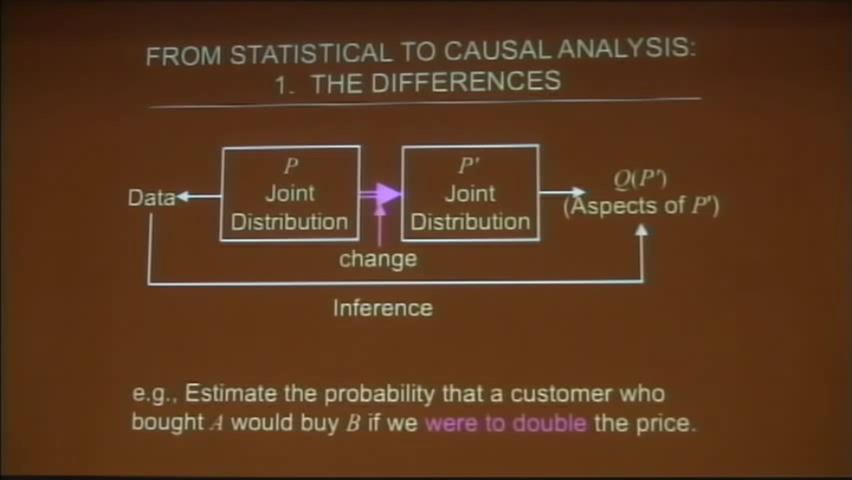 FROM STATISTICAL TO CAUSAL ANALYSIS:
1. THE DIFFERENCES
Data
P
Joint
Distribution
change
P'
Joint
Distribution
Q(P')
(Aspects of P')
Inference
e.g., Estimate the probability that a customer who
bought A would buy B if we were to double the price.